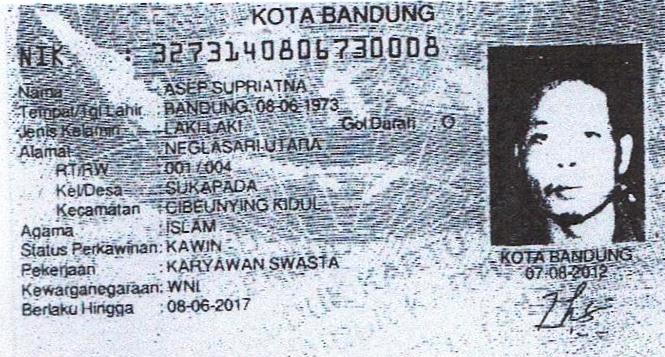 KOTA BANDUNG
NIK : 3273140806730008
Nama : ASEP SUPRIATNA
Tempat/Tgl Lahir : BANDUNG, 08-06-1973
Jenis Kelamin : LAKI-LAKI Gol Darah : O
Alamat : NEGLASARI UTARA
RT/RW : 001 / 004
Kel/Desa : SUKAPADA
Kecamatan : CIBEUNYING KIDUL
Agama : ISLAM
Status Perkawinan: KAWIN
Pekerjaan : KARYAWAN SWASTA
Kewarganegaraan: WNI
Berlaku Hingga : 08-06-2017
KOTA BANDUNG
07-08-2012